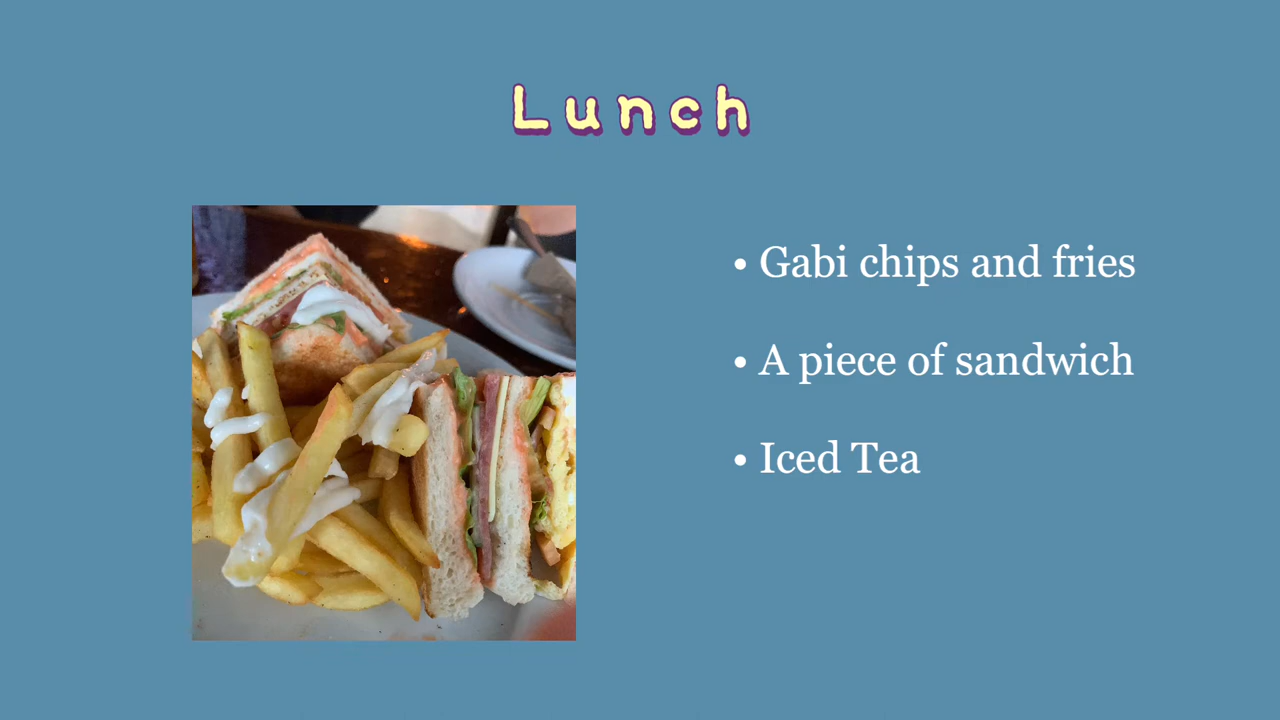 Lunch
• Gabi chips and fries
• A piece of sandwich
• Iced Tea